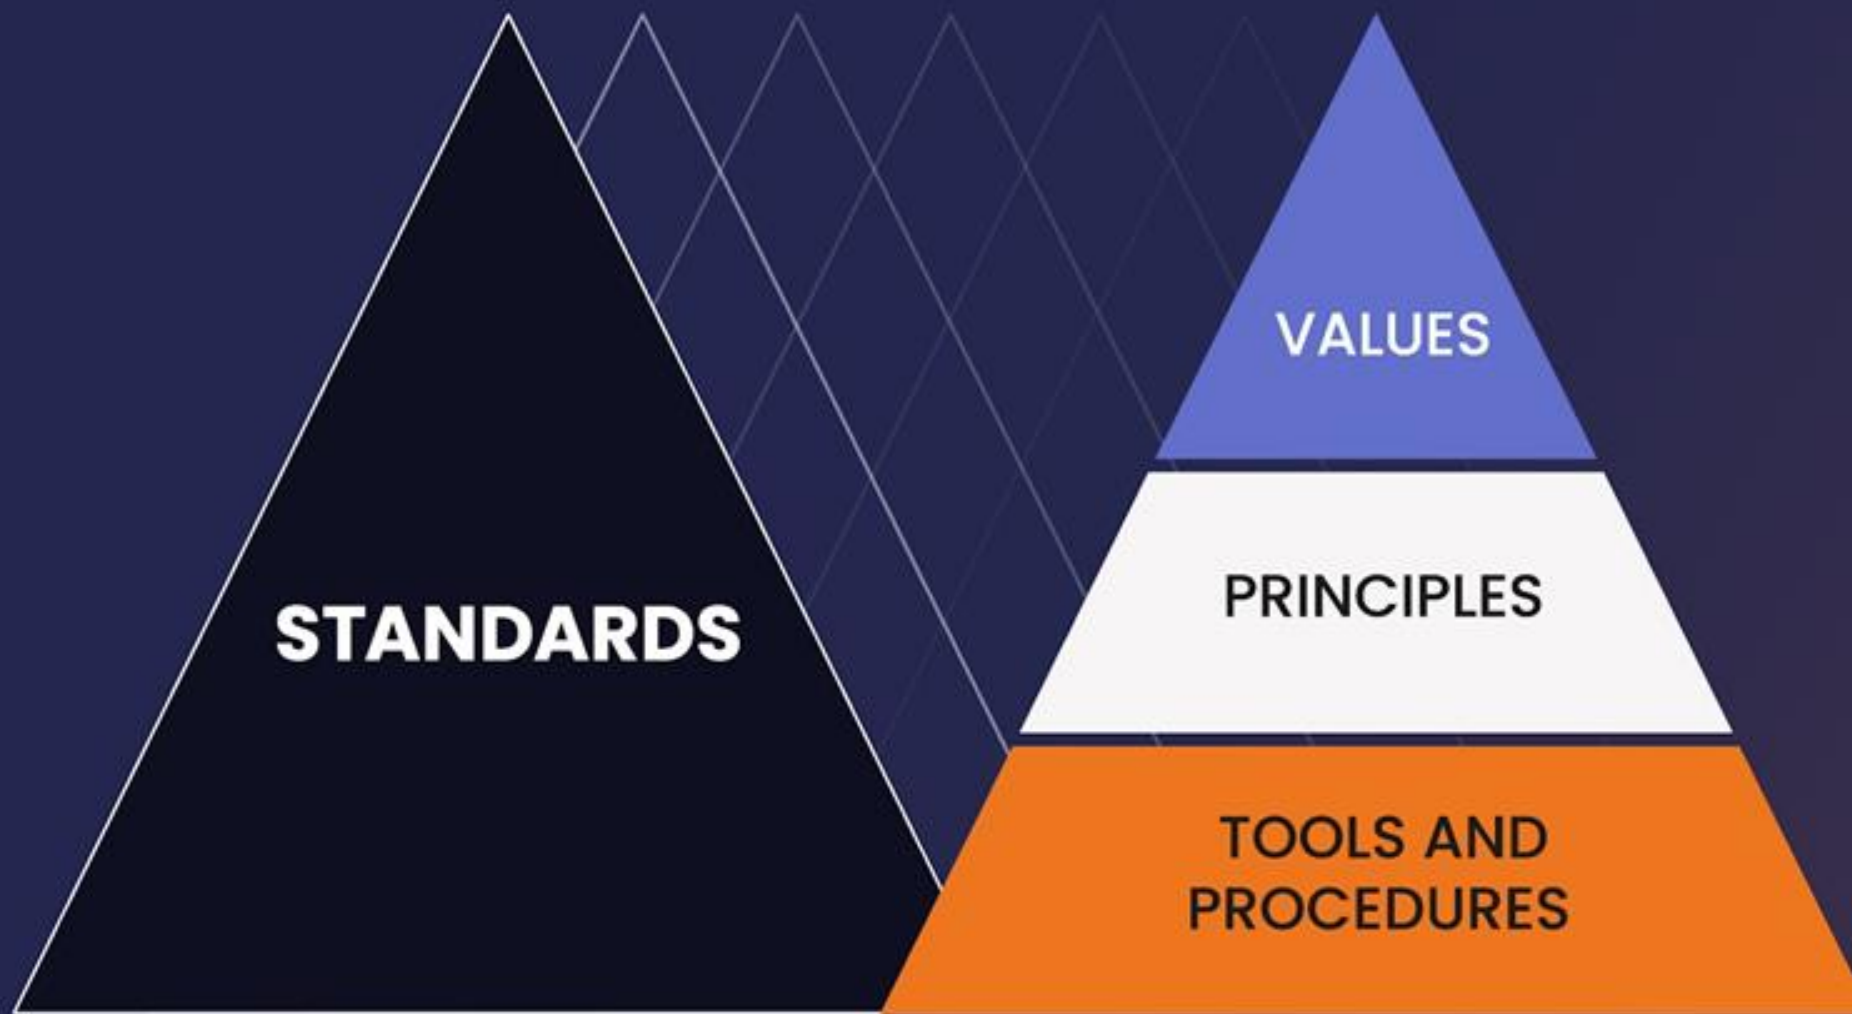 STANDARDS
VALUES
PRINCIPLES
TOOLS AND
PROCEDURES